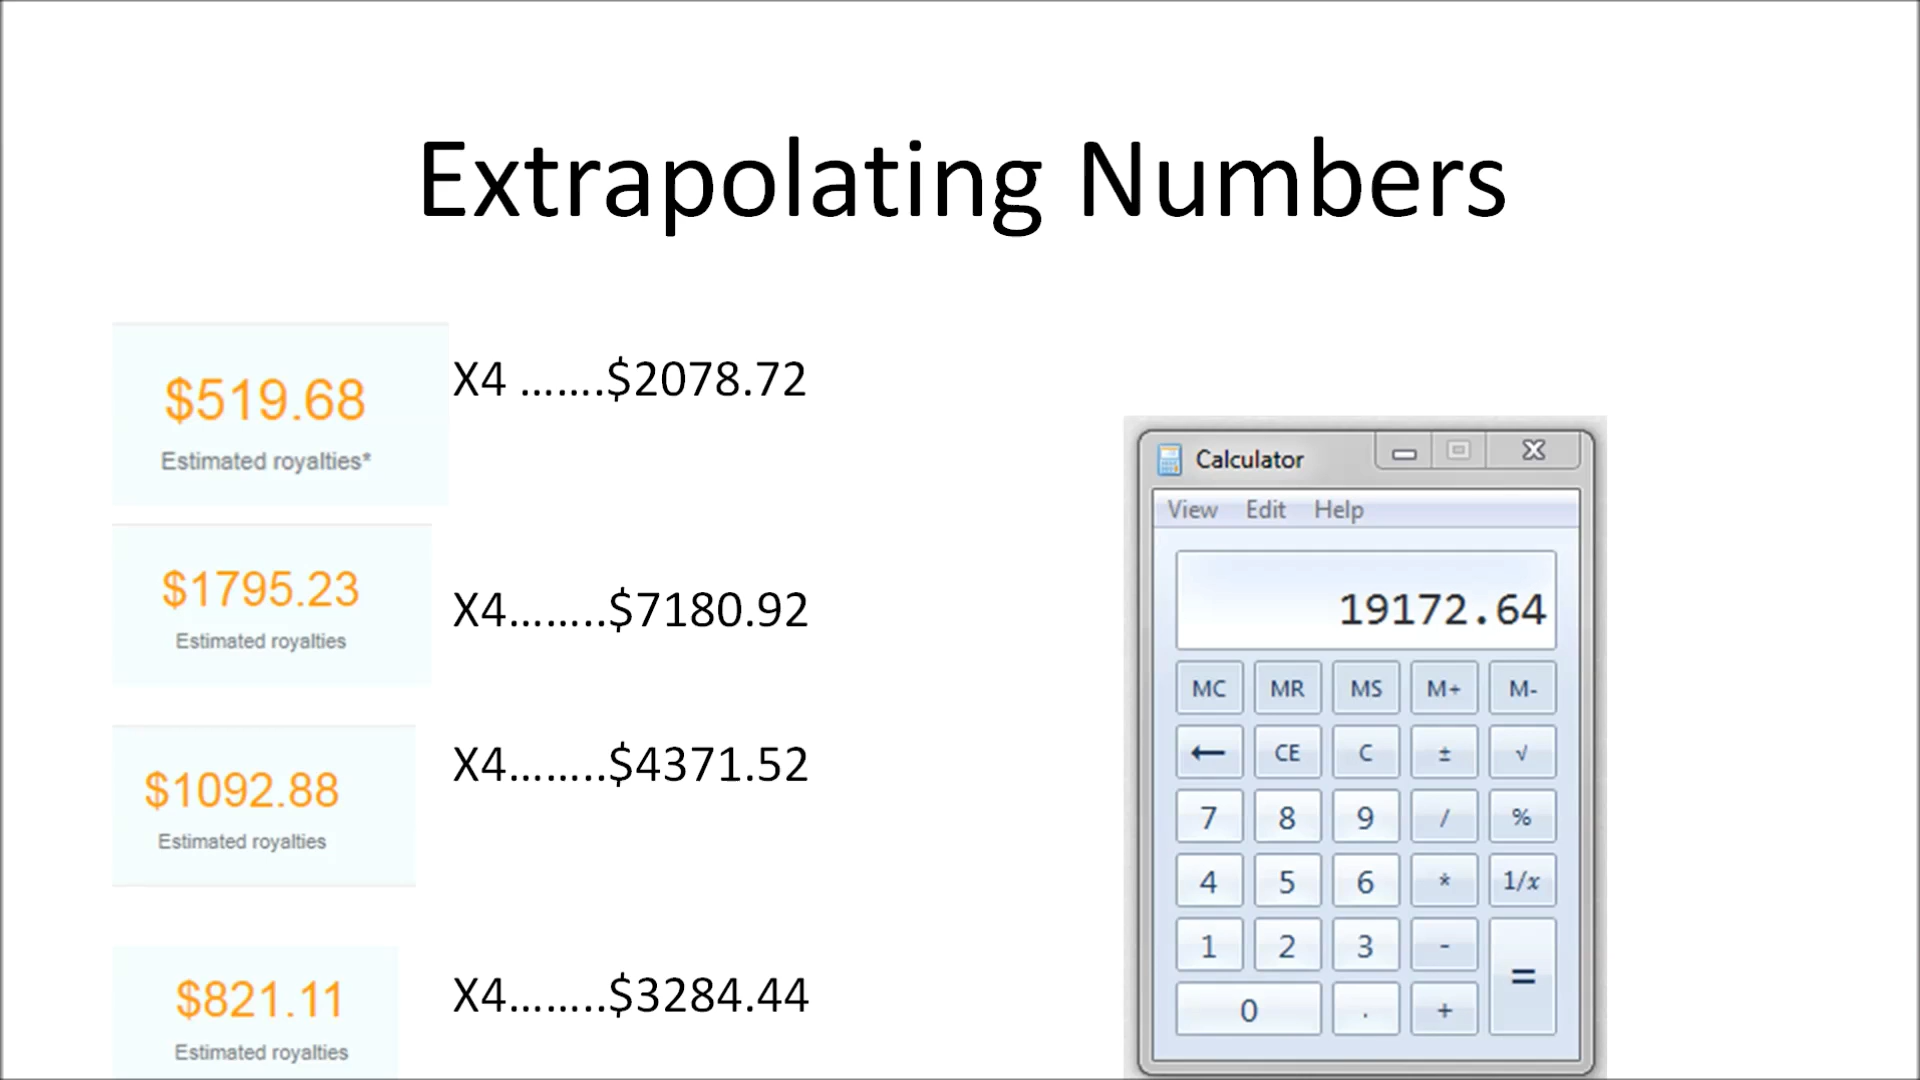 Extrapolating Numbers
$519.68
Estimated royalties*
X4 .......$2078.72
$1795.23
Estimated royalties
X4........$7180.92
$1092.88
Estimated royalties
X4........$4371.52
$821.11
Estimated royalties
X4........$3284.44
Calculator
View Edit Help
19172.64
MC MR MS M+ M-
← CE C ± √
7 8 9 / %
4 5 6 * 1/x
1 2 3 - =
0 . +